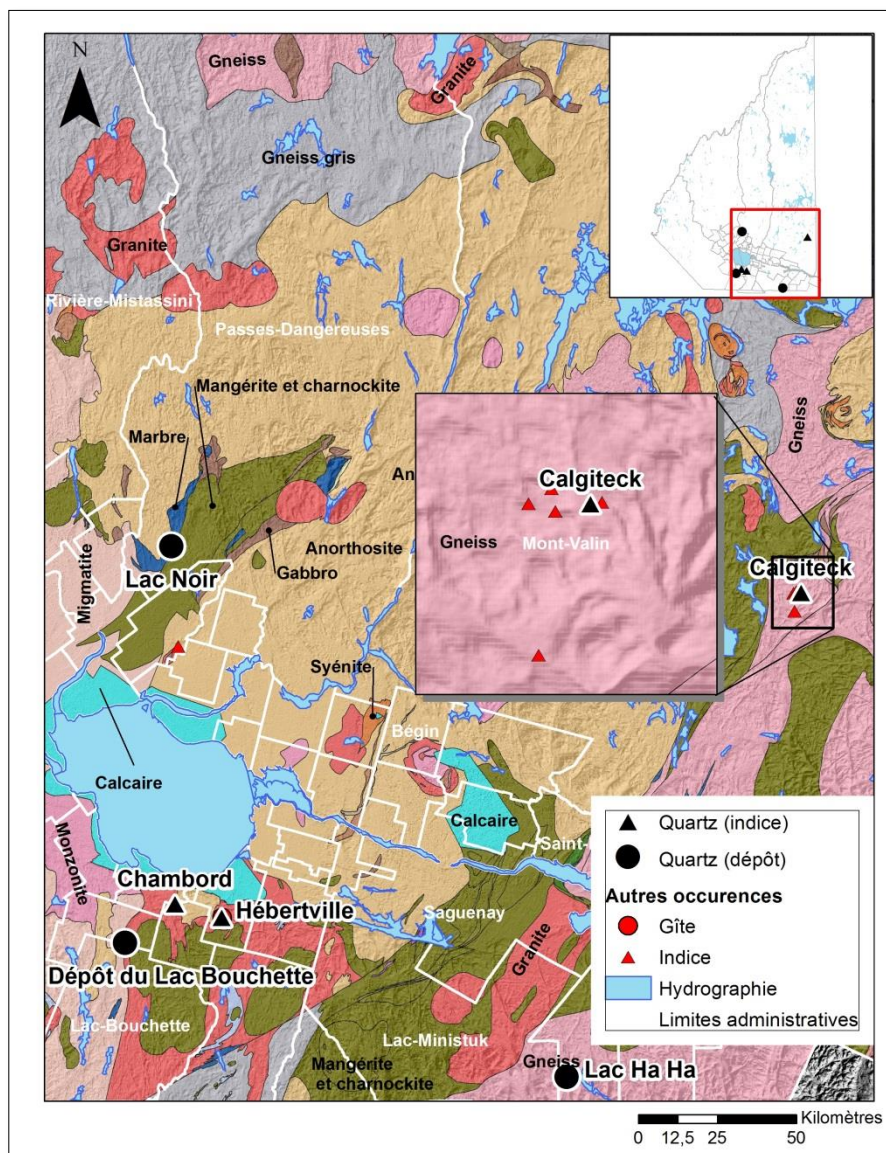 N
Gneiss
Granite
Gneiss gris
Granite
Rivière-Mistassini
Passes-Dangereuses
Mangérite et charnockite
Marbre
Gneiss
An
Calgiteck
Gneiss
Mont-Valin
Anorthosite
Lac Noir
Gabbro
Migmatite
Calgiteck
Syénite
Bégin
Calcaire
Calcaire
Saint-
Monzonite
Chambord
Hébertville
Saguenay
Granite
Dépôt du Lac Bouchette
Lac-Bouchette
Lac-Ministuk
Mangérite
et charnockite
Gneiss
Lac Ha Ha
Quartz (indice)
Quartz (dépôt)
Autres occurences
Gîte
Indice
Hydrographie
Limites administratives
Kilomètres
0 12,5 25 50